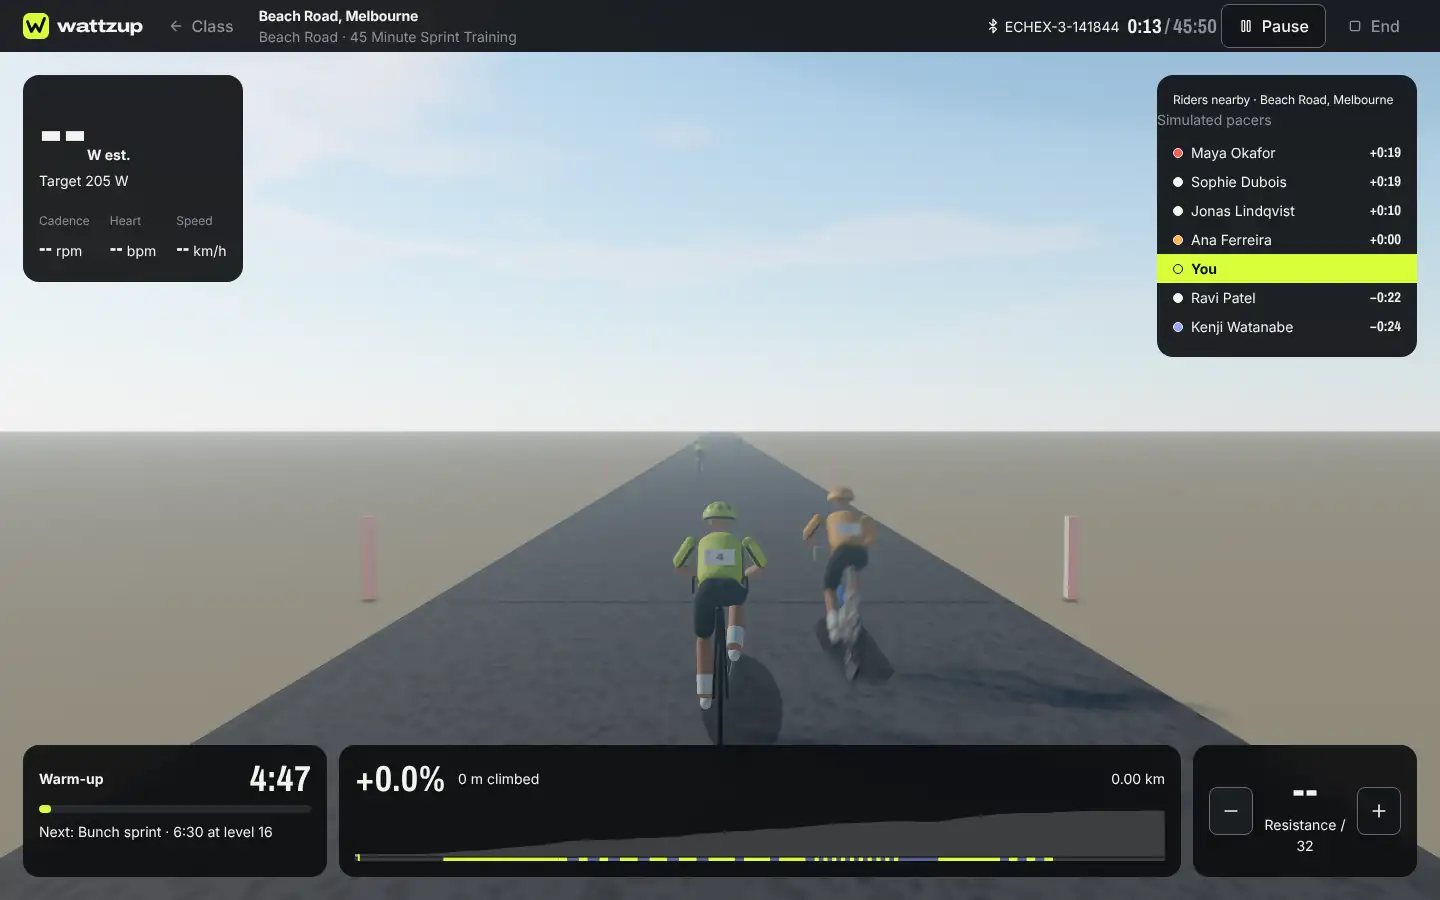 wattzup
Class
Beach Road, Melbourne
Beach Road · 45 Minute Sprint Training
ECHEX-3-141844
0:13 / 45:50
Pause
End
--
W est.
Target 205 W
Cadence Heart Speed
-- rpm -- bpm -- km/h
Riders nearby · Beach Road, Melbourne
Simulated pacers
Maya Okafor +0:19
Sophie Dubois +0:19
Jonas Lindqvist +0:10
Ana Ferreira +0:00
You
Ravi Patel −0:22
Kenji Watanabe −0:24
4
Warm-up 4:47
Next: Bunch sprint · 6:30 at level 16
+0.0% 0 m climbed 0.00 km
−
--
+
Resistance /
32